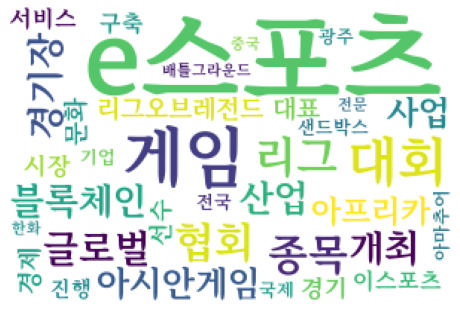 서비스 구축 중국 광주
e스포츠
경기장 배틀그라운드
문화 리그오브레전드 대표 전문 사업
샌드박스
시장 기업 게임 리그 대회
블록체인 전국 산업 아프리카 아마추어
한화 글로벌 선수 협회 종목 개최
경제 진행 아시안게임 국제 경기 이스포츠